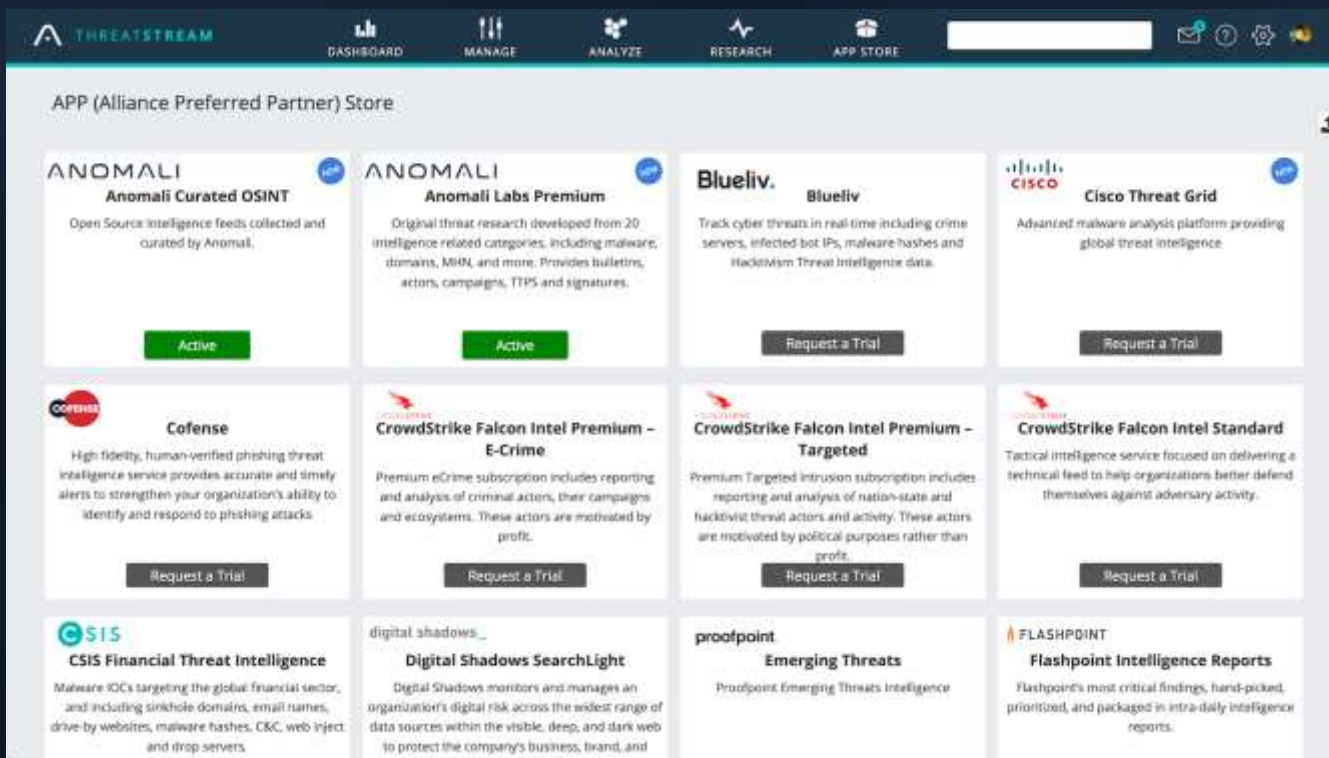 THREATSTREAM
DASHBOARD
MANAGE
ANALYZE
RESEARCH
APP STORE
APP (Alliance Preferred Partner) Store
ANOMALI
Anomali Curated OSINT
Open Source Intelligence feeds collected and
curated by Anomali.
Active
ANOMALI
Anomali Labs Premium
Original threat research developed from 20
intelligence related categories, including malware,
domains, MHN, and more. Provides bulletins,
actors, campaigns, TTPS and signatures.
Active
Blueliv.
Blueliv
Track cyber threats in real-time including crime
servers, infected bot IPs, malware hashes and
Hacktivism Threat Intelligence data.
Request a Trial
CISCO
Cisco Threat Grid
Advanced malware analysis platform providing
global threat intelligence
Request a Trial
COFENSE
Cofense
High fidelity, human-verified phishing threat
intelligence service provides accurate and timely
alerts to strengthen your organization's ability to
identify and respond to phishing attacks
Request a Trial
CrowdStrike Falcon Intel Premium –
E-Crime
Premium eCrime subscription includes reporting
and analysis of criminal actors, their campaigns
and ecosystems. These actors are motivated by
profit.
Request a Trial
CrowdStrike Falcon Intel Premium –
Targeted
Premium Targeted Intrusion subscription includes
reporting and analysis of nation-state and
hacktivist threat actors and activity. These actors
are motivated by political purposes rather than
profit.
Request a Trial
CrowdStrike Falcon Intel Standard
Tactical intelligence service focused on delivering a
technical feed to help organizations better defend
themselves against adversary activity.
Request a Trial
CSIS
CSIS Financial Threat Intelligence
Malware IOCs targeting the global financial sector,
and including sinkhole domains, email names,
drive-by websites, malware hashes, C&C, web inject
and drop servers
digital shadows_
Digital Shadows SearchLight
Digital Shadows monitors and manages an
organization's digital risk across the widest range of
data sources within the visible, deep, and dark web
to protect the company's business, brand, and
proofpoint
Emerging Threats
Proofpoint Emerging Threats Intelligence
FLASHPOINT
Flashpoint Intelligence Reports
Flashpoint's most critical findings, hand-picked,
prioritized, and packaged in intra-daily intelligence
reports.